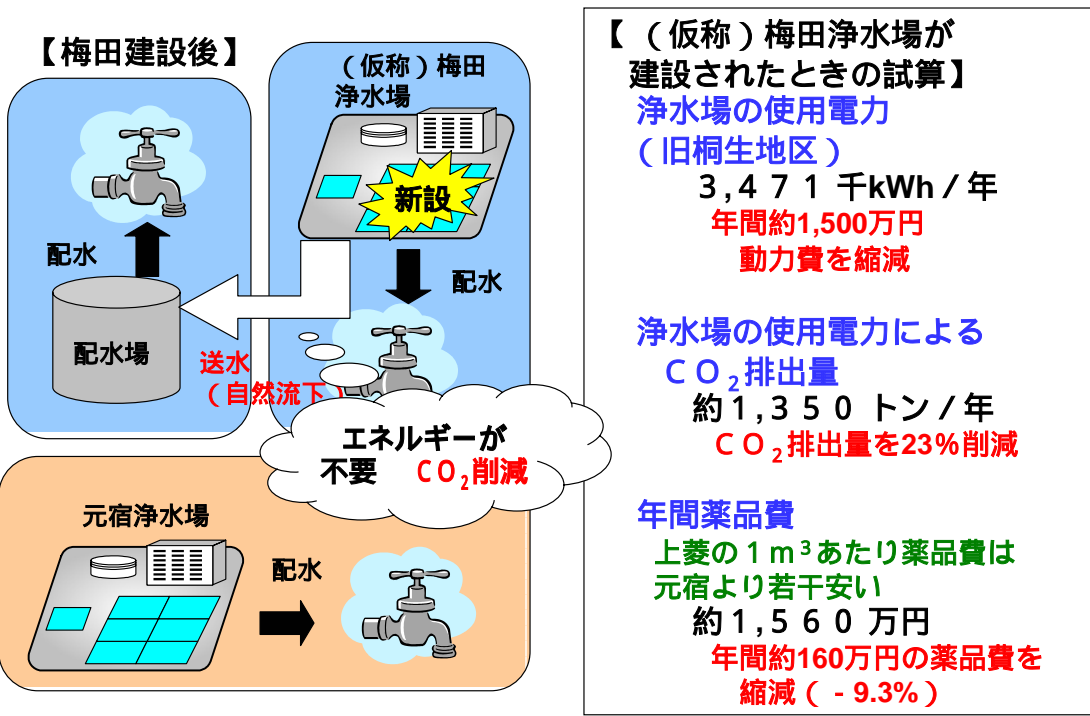 【梅田建設後】
（仮称）梅田
浄水場
新設
配水
配水
配水場
送水
（自然流下）
エネルギーが
不要　CO₂削減
元宿浄水場
配水
【（仮称）梅田浄水場が
建設されたときの試算】
浄水場の使用電力
（旧桐生地区）
３,４７１千kWh／年
年間約1,500万円
動力費を縮減
浄水場の使用電力による
ＣＯ₂排出量
約１,３５０トン／年
ＣＯ₂排出量を23%削減
年間薬品費
上菱の１ｍ³あたり薬品費は
元宿より若干安い
約１,５６０万円
年間約160万円の薬品費を
縮減（ - 9.3%）